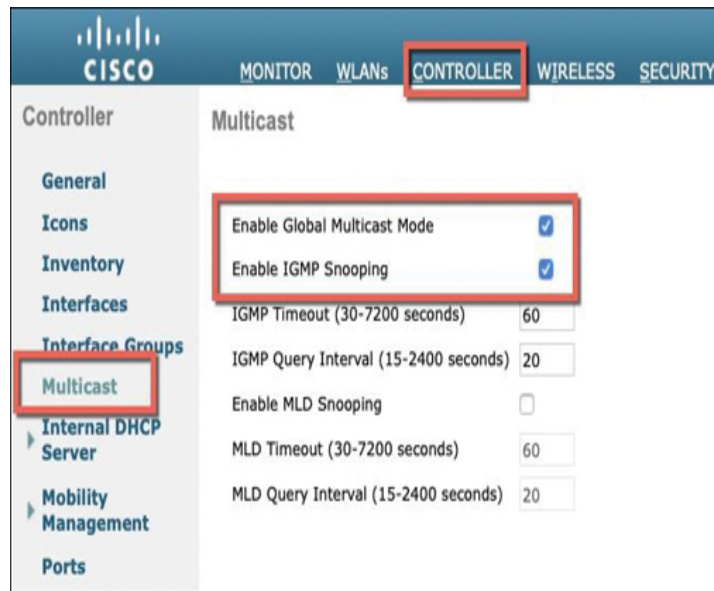 CISCO
MONITOR WLANs CONTROLLER WIRELESS SECURITY
Controller
General
Icons
Inventory
Interfaces
Interface Groups
Multicast
Internal DHCP
Server
Mobility
Management
Ports
Multicast
Enable Global Multicast Mode
Enable IGMP Snooping
IGMP Timeout (30-7200 seconds) 60
IGMP Query Interval (15-2400 seconds) 20
Enable MLD Snooping
MLD Timeout (30-7200 seconds) 60
MLD Query Interval (15-2400 seconds) 20